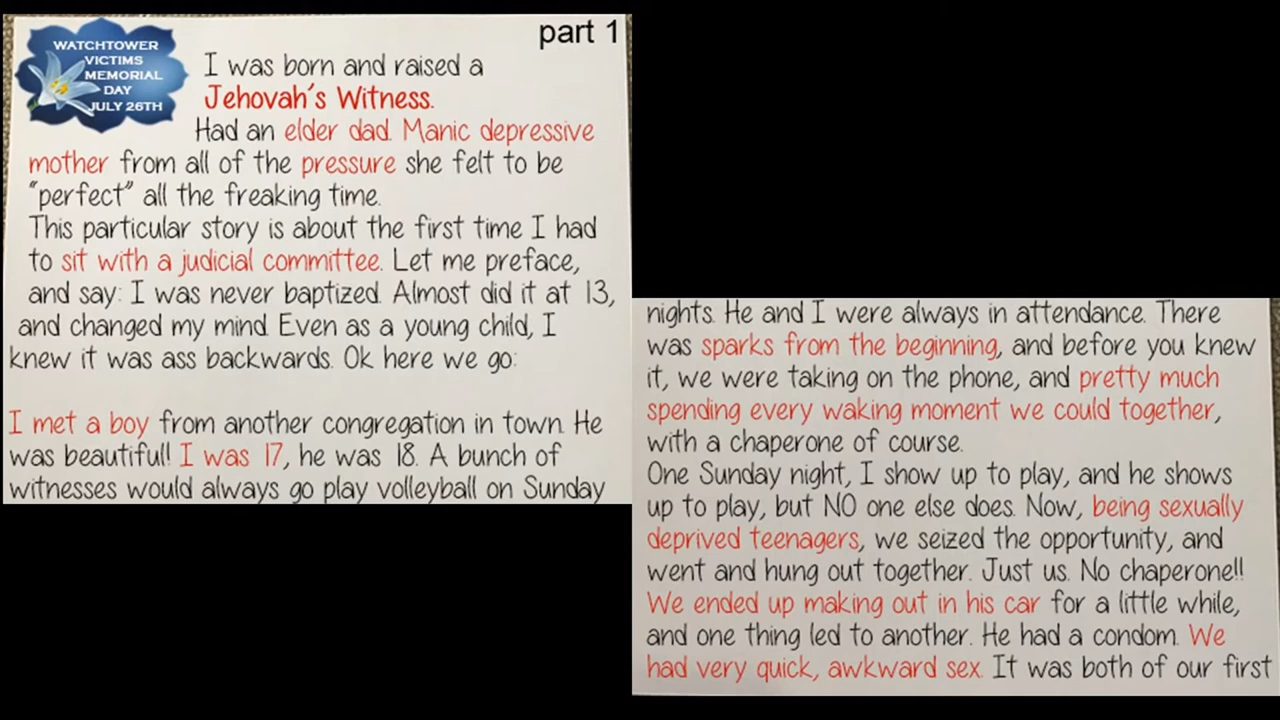 part 1
WATCHTOWER
VICTIMS
MEMORIAL
DAY
JULY 26TH
I was born and raised a
Jehovah's Witness.
Had an elder dad. Manic depressive
mother from all of the pressure she felt to be
"perfect" all the freaking time.
This particular story is about the first time I had
to sit with a judicial committee. Let me preface,
and say: I was never baptized. Almost did it at 13,
and changed my mind. Even as a young child, I
knew it was ass backwards. Ok here we go:
I met a boy from another congregation in town. He
was beautiful! I was 17, he was 18. A bunch of
witnesses would always go play volleyball on Sunday
nights. He and I were always in attendance. There
was sparks from the beginning, and before you knew
it, we were taking on the phone, and pretty much
spending every waking moment we could together,
with a chaperone of course.
One Sunday night, I show up to play, and he shows
up to play, but NO one else does. Now, being sexually
deprived teenagers, we seized the opportunity, and
went and hung out together. Just us. No chaperone!!
We ended up making out in his car for a little while,
and one thing led to another. He had a condom. We
had very quick, awkward sex. It was both of our first